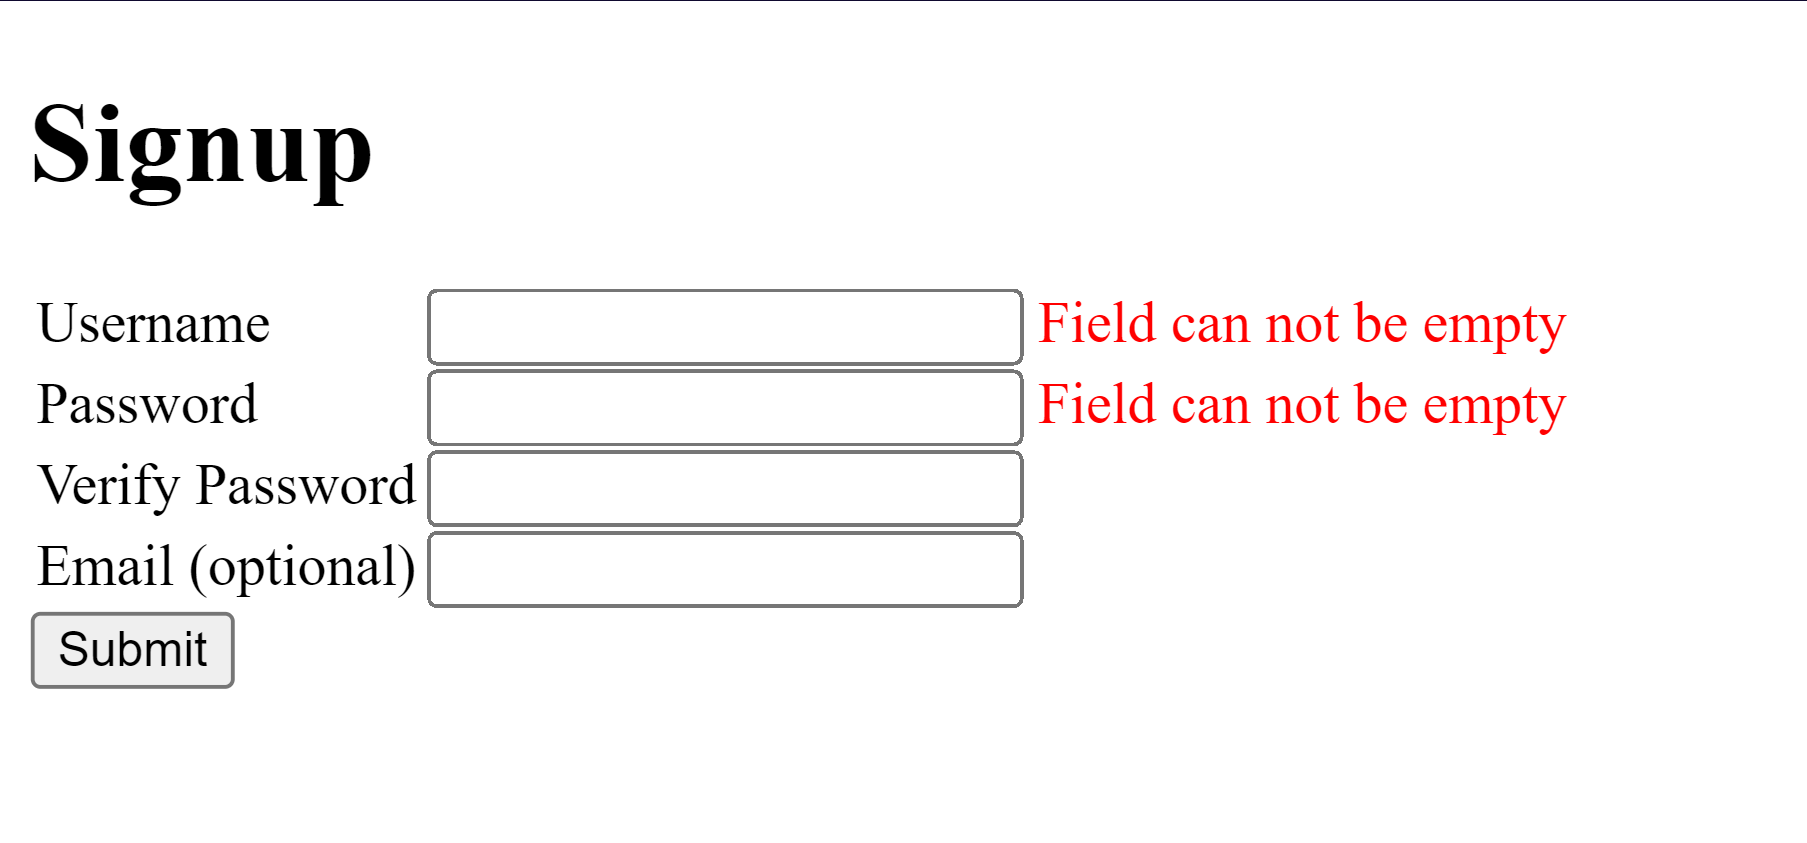 Signup
Username Field can not be empty
Password Field can not be empty
Verify Password
Email (optional)
Submit